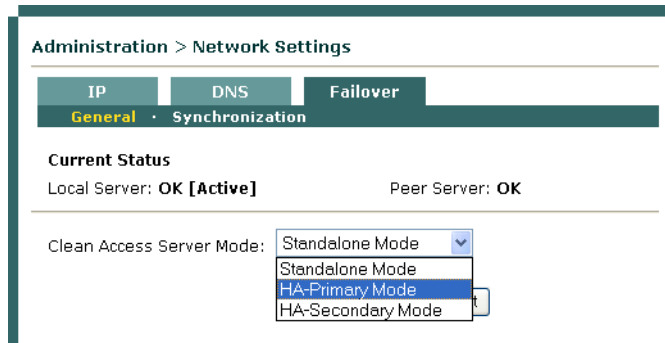 Administration > Network Settings
IP DNS Failover
General · Synchronization
Current Status
Local Server: OK [Active] Peer Server: OK
Clean Access Server Mode: Standalone Mode
Standalone Mode
HA-Primary Mode
HA-Secondary Mode